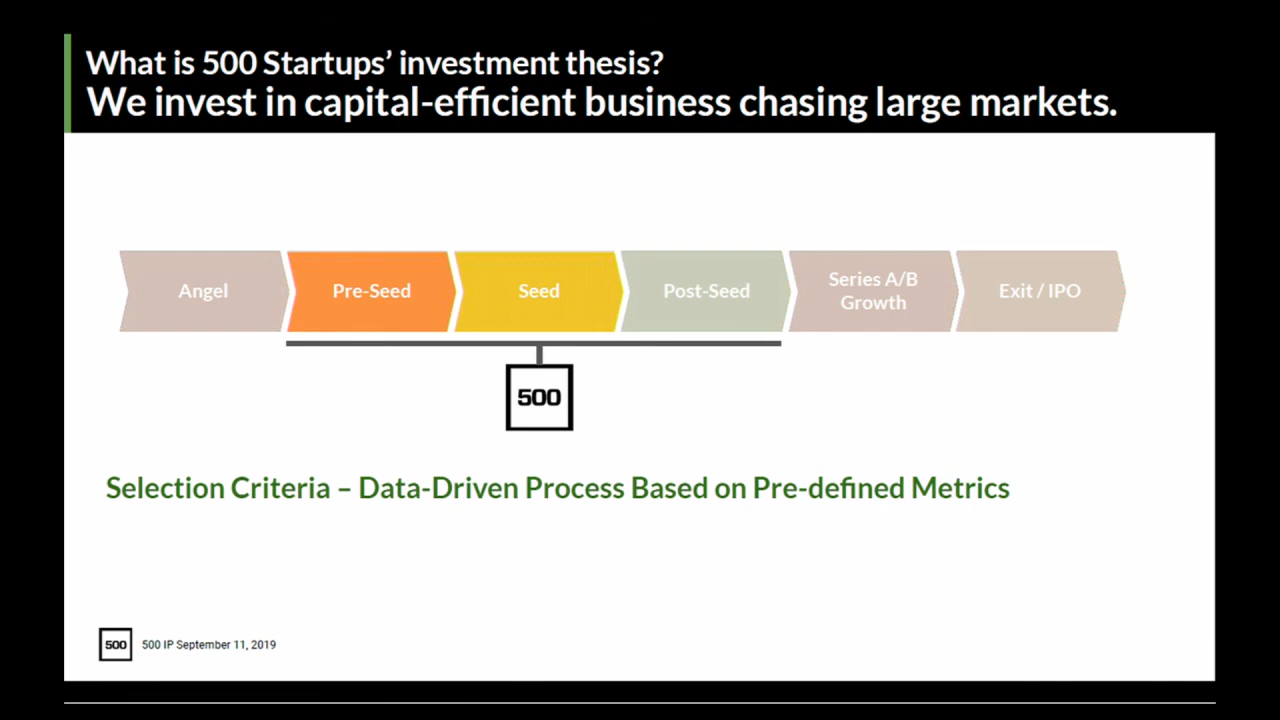 What is 500 Startups’ investment thesis?
We invest in capital-efficient business chasing large markets.
Angel
Pre-Seed
Seed
Post-Seed
Series A/B
Growth
Exit / IPO
500
Selection Criteria – Data-Driven Process Based on Pre-defined Metrics
500
500 IP September 11, 2019